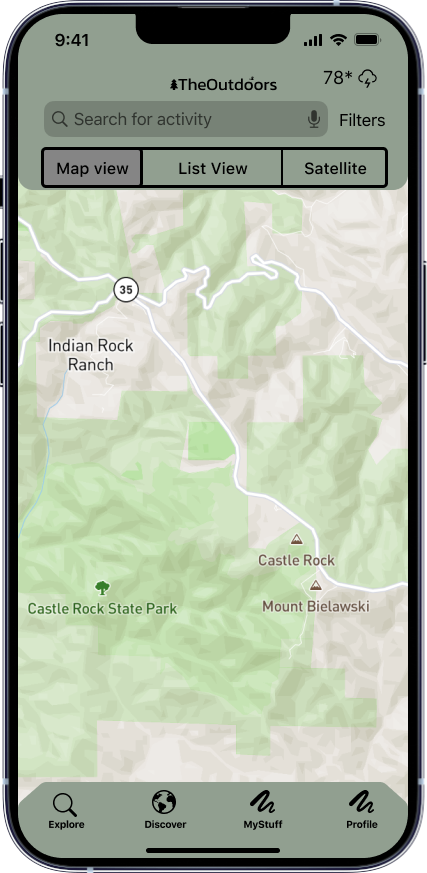 9:41
TheOutdoors
78*
Search for activity
Filters
Map view
List View
Satellite
35
Indian Rock
Ranch
Castle Rock
Castle Rock State Park
Mount Bielawski
Explore
Discover
MyStuff
Profile